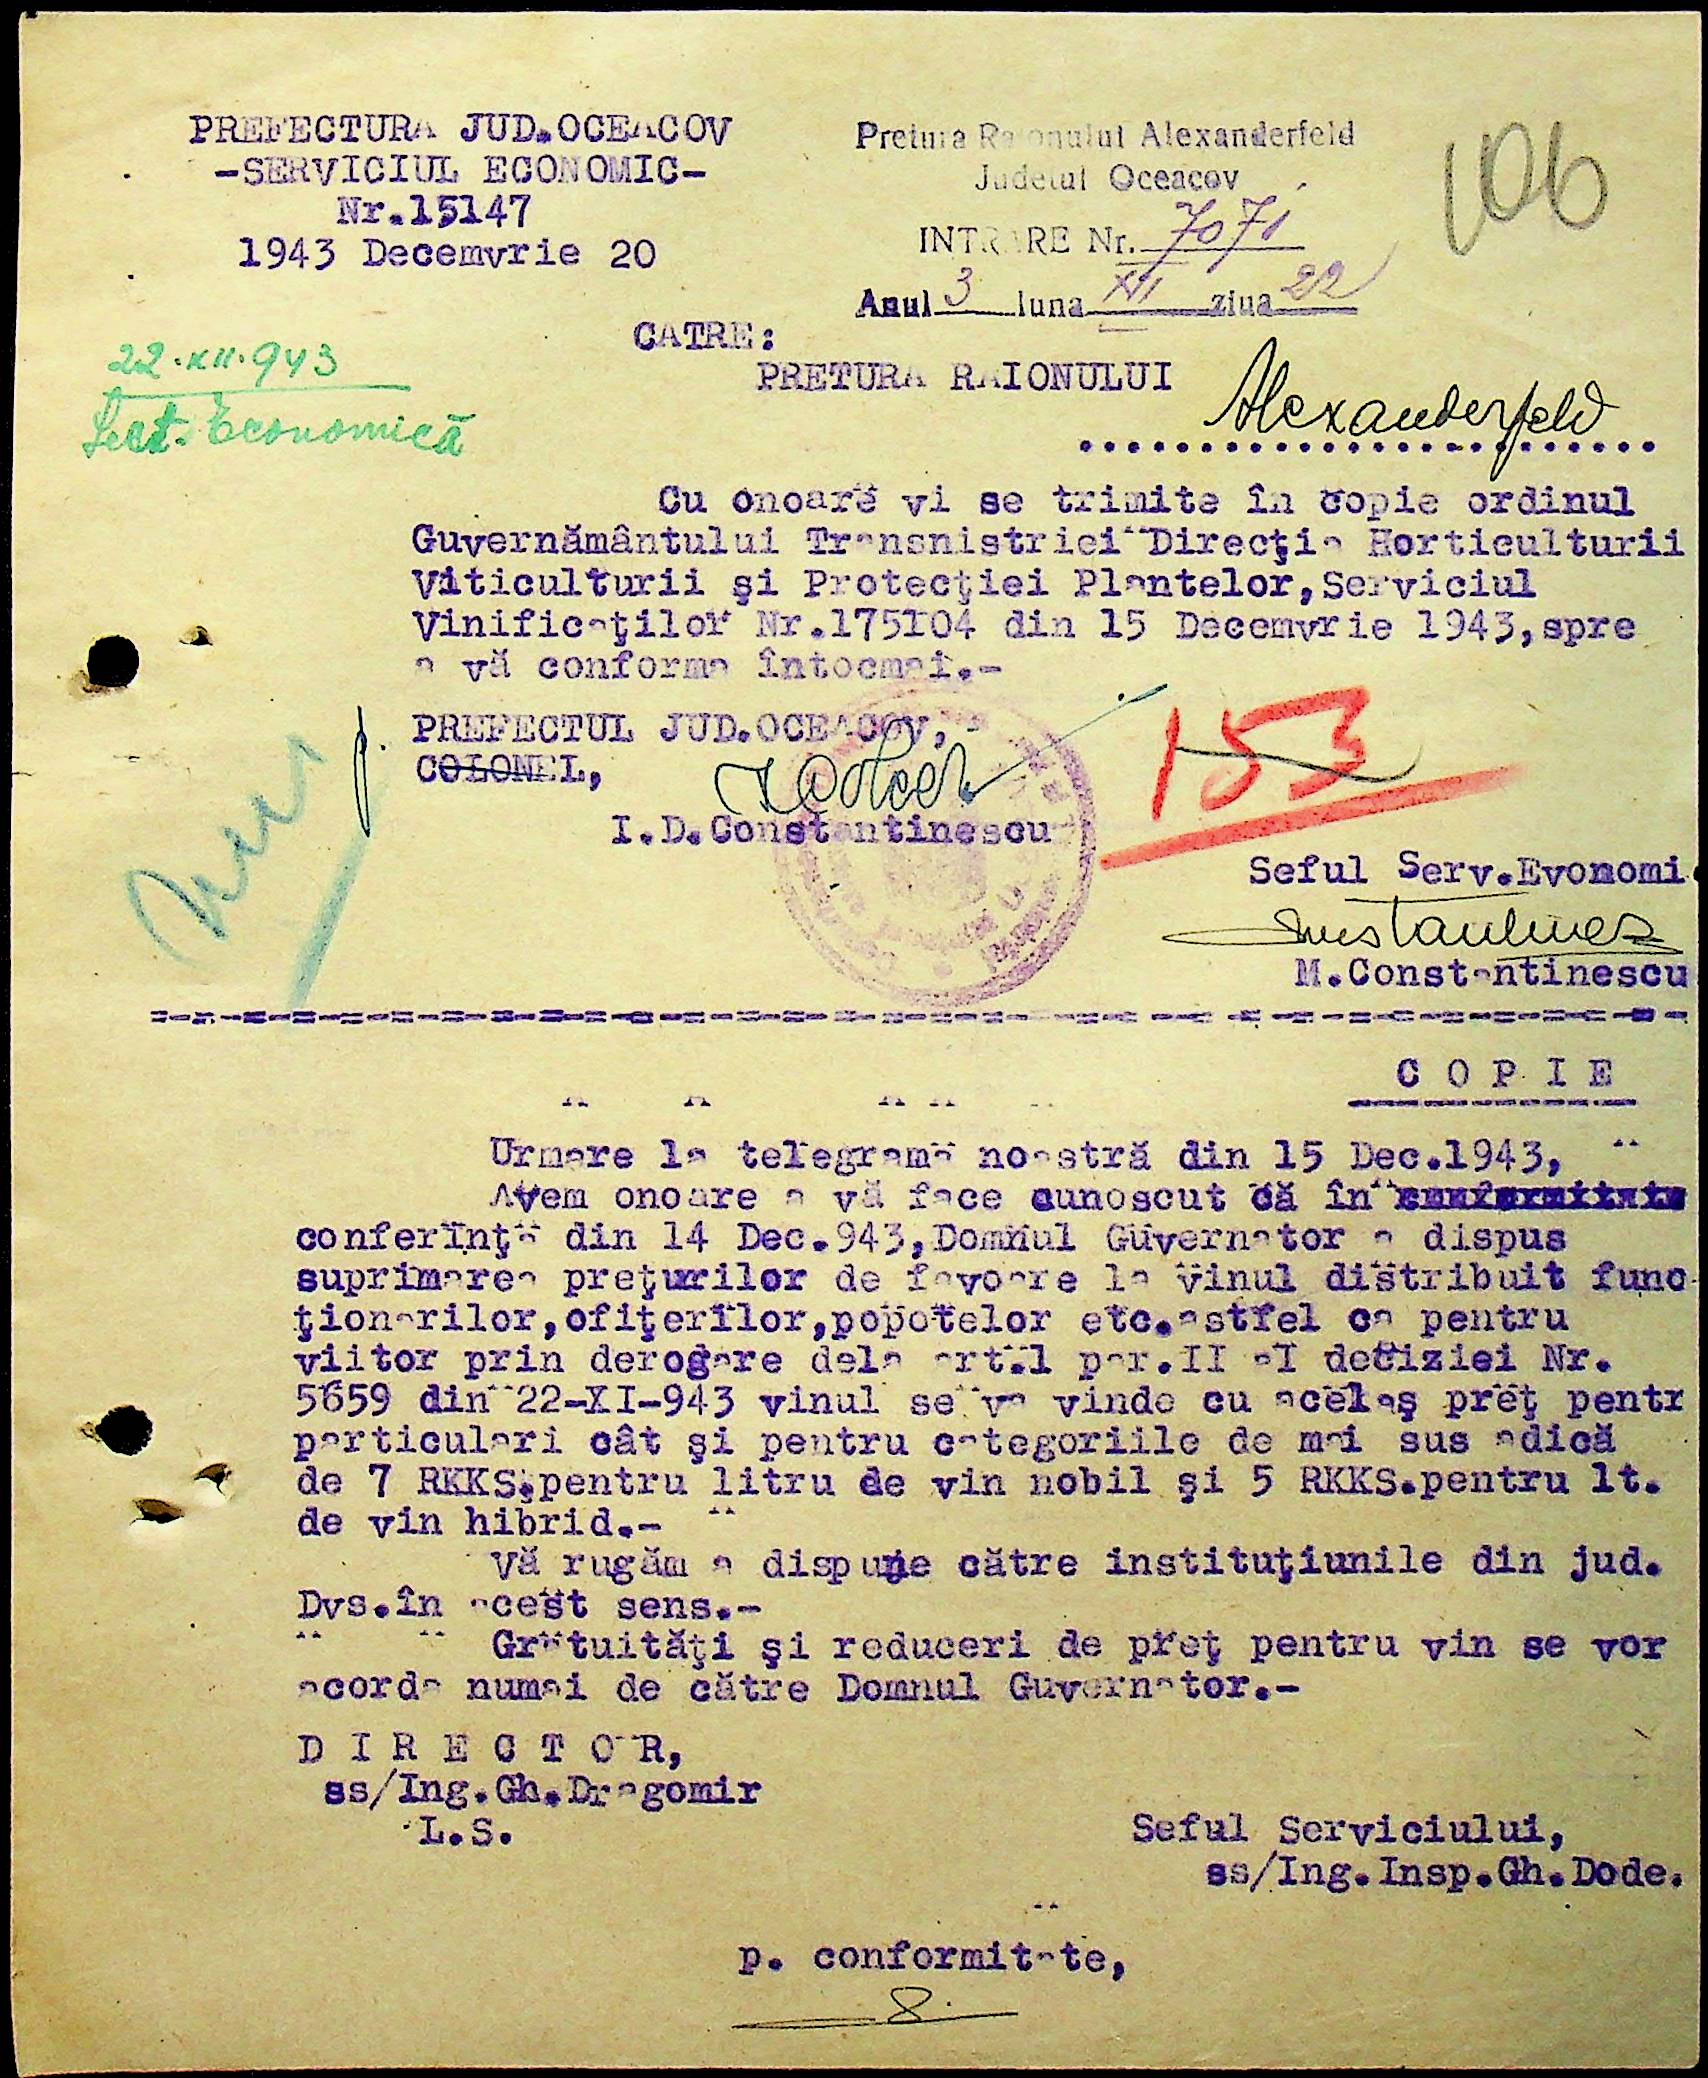 PREFECTURA JUD.OCEACOV
-SERVICIUL ECONOMIC-
Nr.15147
1943 Decemvrie 20
Pretura Raionului Alexanderfeld
Judetul Oceacov
INTRARE Nr. 7071
Anul 3 luna XII ziua 22
106
22.XII.943
Sect. Economică
CATRE:
PRETURA RAIONULUI Alexanderfeld
Cu onoare vi se trimite în copie ordinul
Guvernământului Transnistriei Direcţia Horticulturii
Viticulturii şi Protecţiei Plantelor,Serviciul
Vinificaţilor Nr.175104 din 15 Decemvrie 1943,spre
a vă conforma întocmai.-
PREFECTUL JUD.OCEACOV,
COLONEL,
I.D.Constantinescu
153
Seful Serv.Evonomi
M.Constantinescu
C O P I E
Urmare la telegrama noastră din 15 Dec.1943,
Avem onoare a vă face cunoscut că în
conferinţa din 14 Dec.943,Domnul Guvernator a dispus
suprimarea preţurilor de favoare la vinul distribuit func-
ţionarilor,ofiţerilor,popotelor etc.astfel ca pentru
viitor prin derogare dela art.1 par.II al deciziei Nr.
5659 din 22-XI-943 vinul se va vinde cu acelaş preţ pentr
particulari cât şi pentru categoriile de mai sus adică
de 7 RKKS.pentru litru de vin nobil şi 5 RKKS.pentru lt.
de vin hibrid.-
Vă rugăm a dispune către instituţiunile din jud.
Dvs.în acest sens.-
Gratuităţi şi reduceri de preţ pentru vin se vor
acorda numai de către Domnul Guvernator.-
D I R E C T O R,
ss/Ing.Gh.Dragomir
L.S.
Seful Serviciului,
ss/Ing.Insp.Gh.Dode.
p. conformitate,